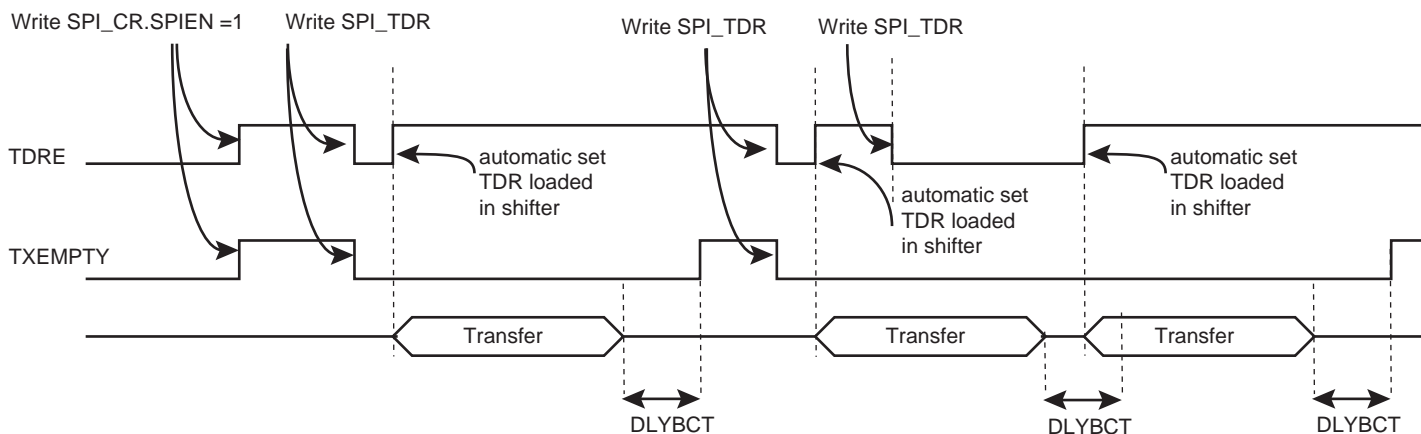 Write SPI_CR.SPIEN =1
Write SPI_TDR
Write SPI_TDR
Write SPI_TDR
TDRE
automatic set
TDR loaded
in shifter
automatic set
TDR loaded
in shifter
automatic set
TDR loaded
in shifter
TXEMPTY
Transfer
Transfer
Transfer
DLYBCT
DLYBCT
DLYBCT